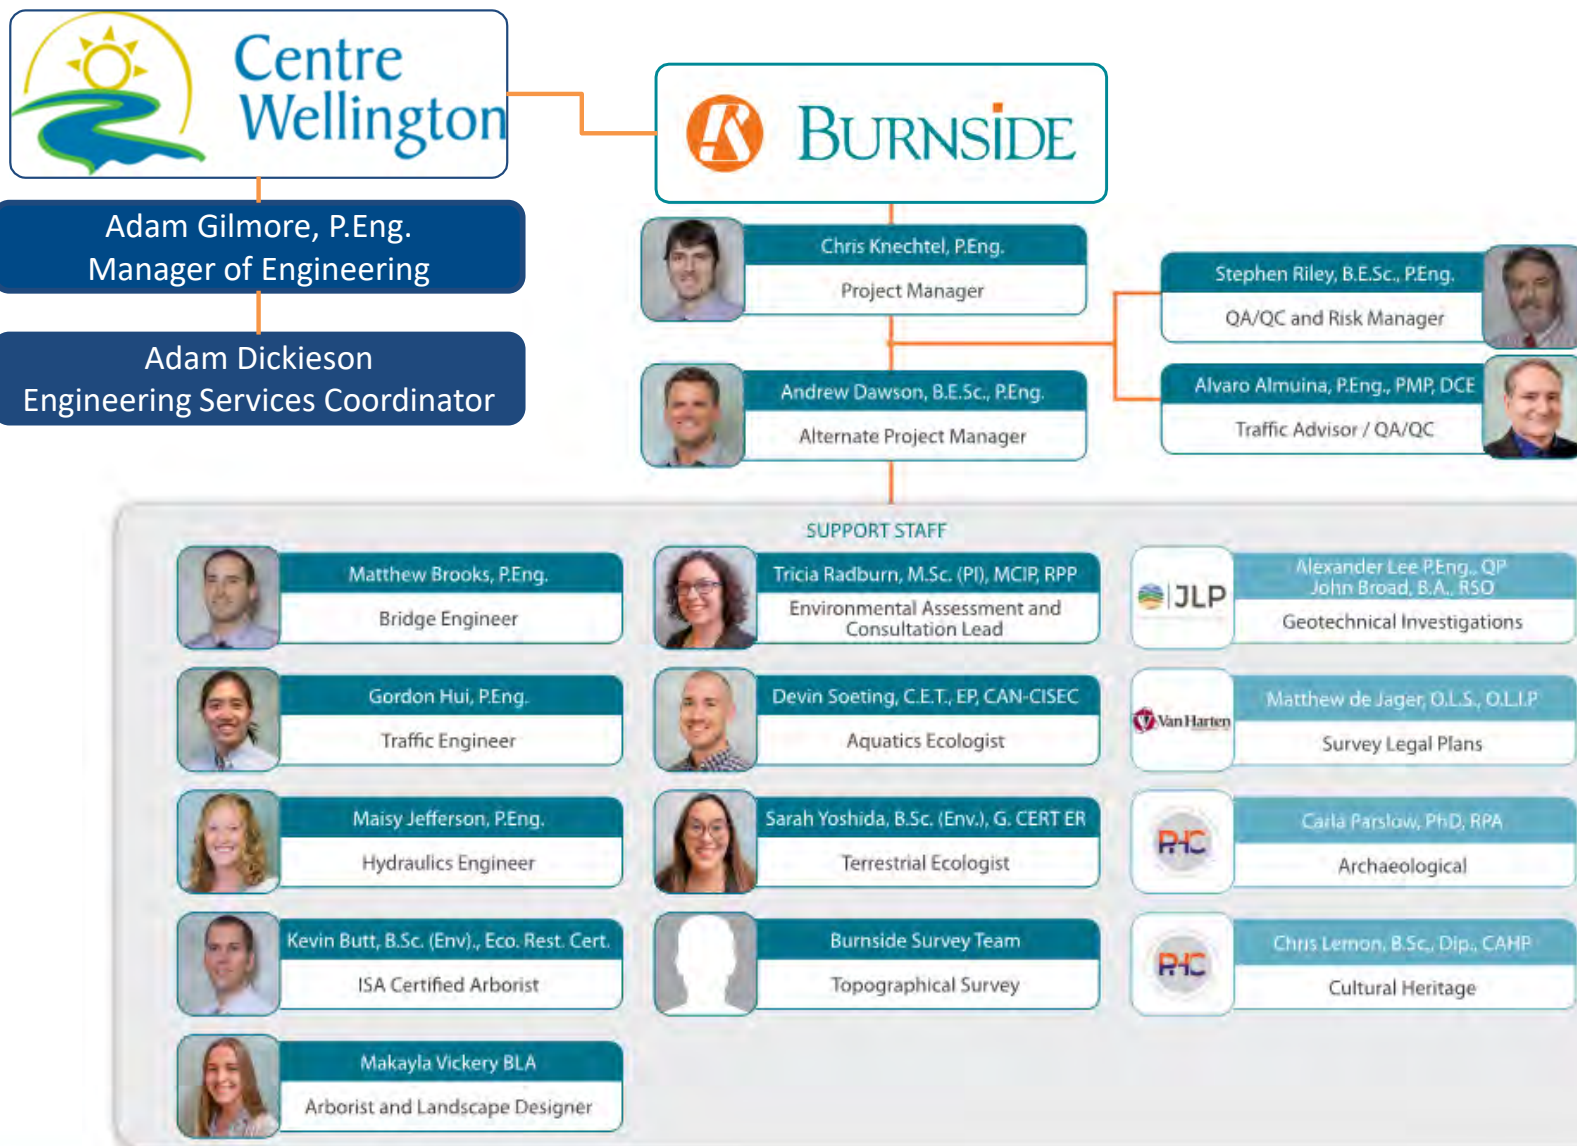 Centre
Wellington
Adam Gilmore, P.Eng.
Manager of Engineering
Adam Dickieson
Engineering Services Coordinator
BURNSiDE
Chris Knechtel, P.Eng.
Project Manager
Andrew Dawson, B.E.Sc., P.Eng.
Alternate Project Manager
Stephen Riley, B.E.Sc., P.Eng.
QA/QC and Risk Manager
Alvaro Almuina, P.Eng., PMP, DCE
Traffic Advisor / QA/QC
SUPPORT STAFF
Matthew Brooks, P.Eng.
Bridge Engineer
Gordon Hui, P.Eng.
Traffic Engineer
Maisy Jefferson, P.Eng.
Hydraulics Engineer
Kevin Butt, B.Sc. (Env)., Eco. Rest. Cert.
ISA Certified Arborist
Makayla Vickery BLA
Arborist and Landscape Designer
Tricia Radburn, M.Sc. (Pl), MCIP, RPP
Environmental Assessment and
Consultation Lead
Devin Soeting, C.E.T., EP, CAN-CISEC
Aquatics Ecologist
Sarah Yoshida, B.Sc. (Env.), G. CERT ER
Terrestrial Ecologist
Burnside Survey Team
Topographical Survey
JLP
Alexander Lee P.Eng., QP
John Broad, B.A., RSO
Geotechnical Investigations
Van Harten
Matthew de Jager, O.L.S., O.L.I.P
Survey Legal Plans
PHC
Carla Parslow, PhD, RPA
Archaeological
PHC
Chris Lemon, B.Sc., Dip., CAHP
Cultural Heritage